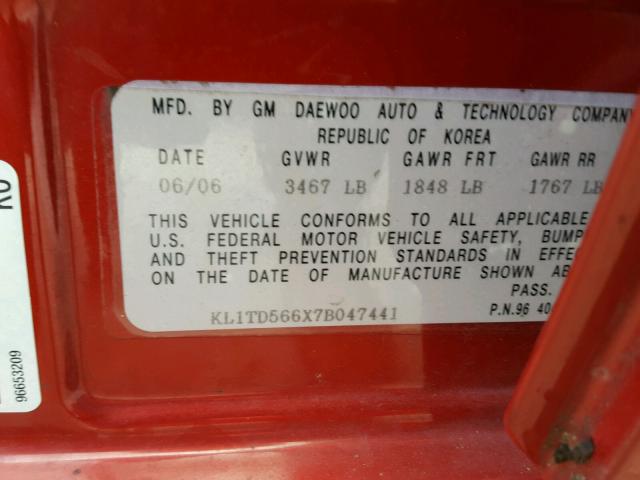 MFD. BY GM DAEWOO AUTO & TECHNOLOGY COMPANY
REPUBLIC OF KOREA
DATE GVWR GAWR FRT GAWR RR
06/06 3467 LB 1848 LB 1767 LB
THIS VEHICLE CONFORMS TO ALL APPLICABLE
U.S. FEDERAL MOTOR VEHICLE SAFETY, BUMP
AND THEFT PREVENTION STANDARDS IN EFFE
ON THE DATE OF MANUFACTURE SHOWN AB
PASS.
KL1TD566X7B047441 P.N.96 40
96653209